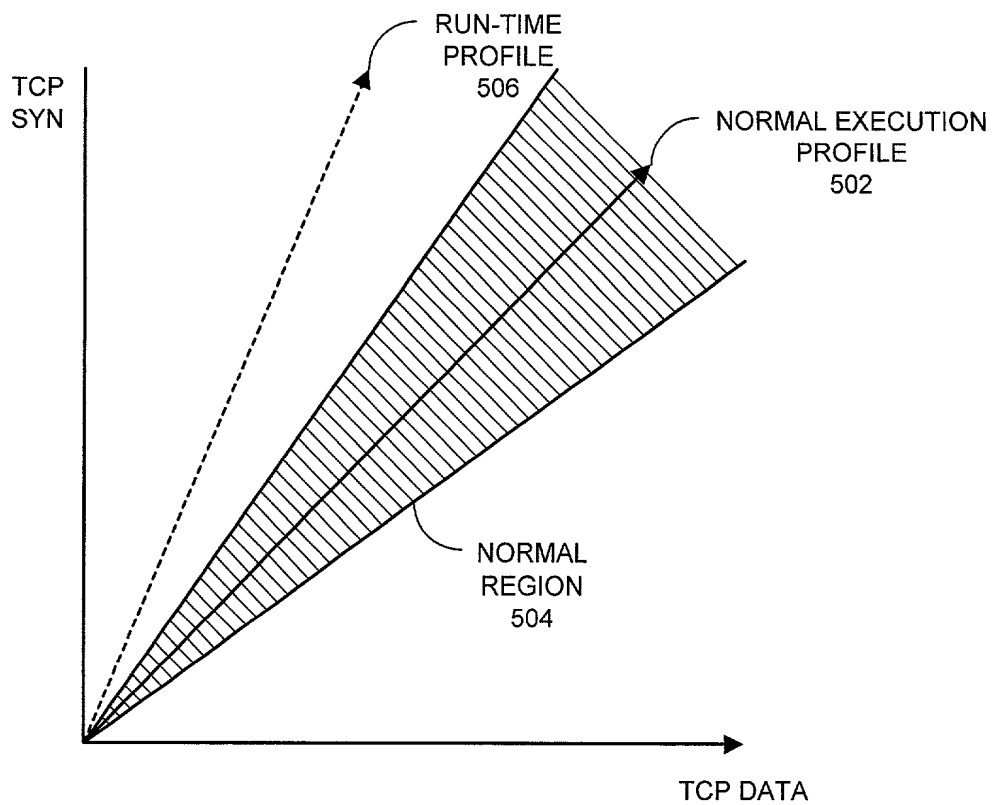 RUN-TIME
PROFILE
506
TCP
SYN
NORMAL EXECUTION
PROFILE
502
NORMAL
REGION
504
TCP DATA